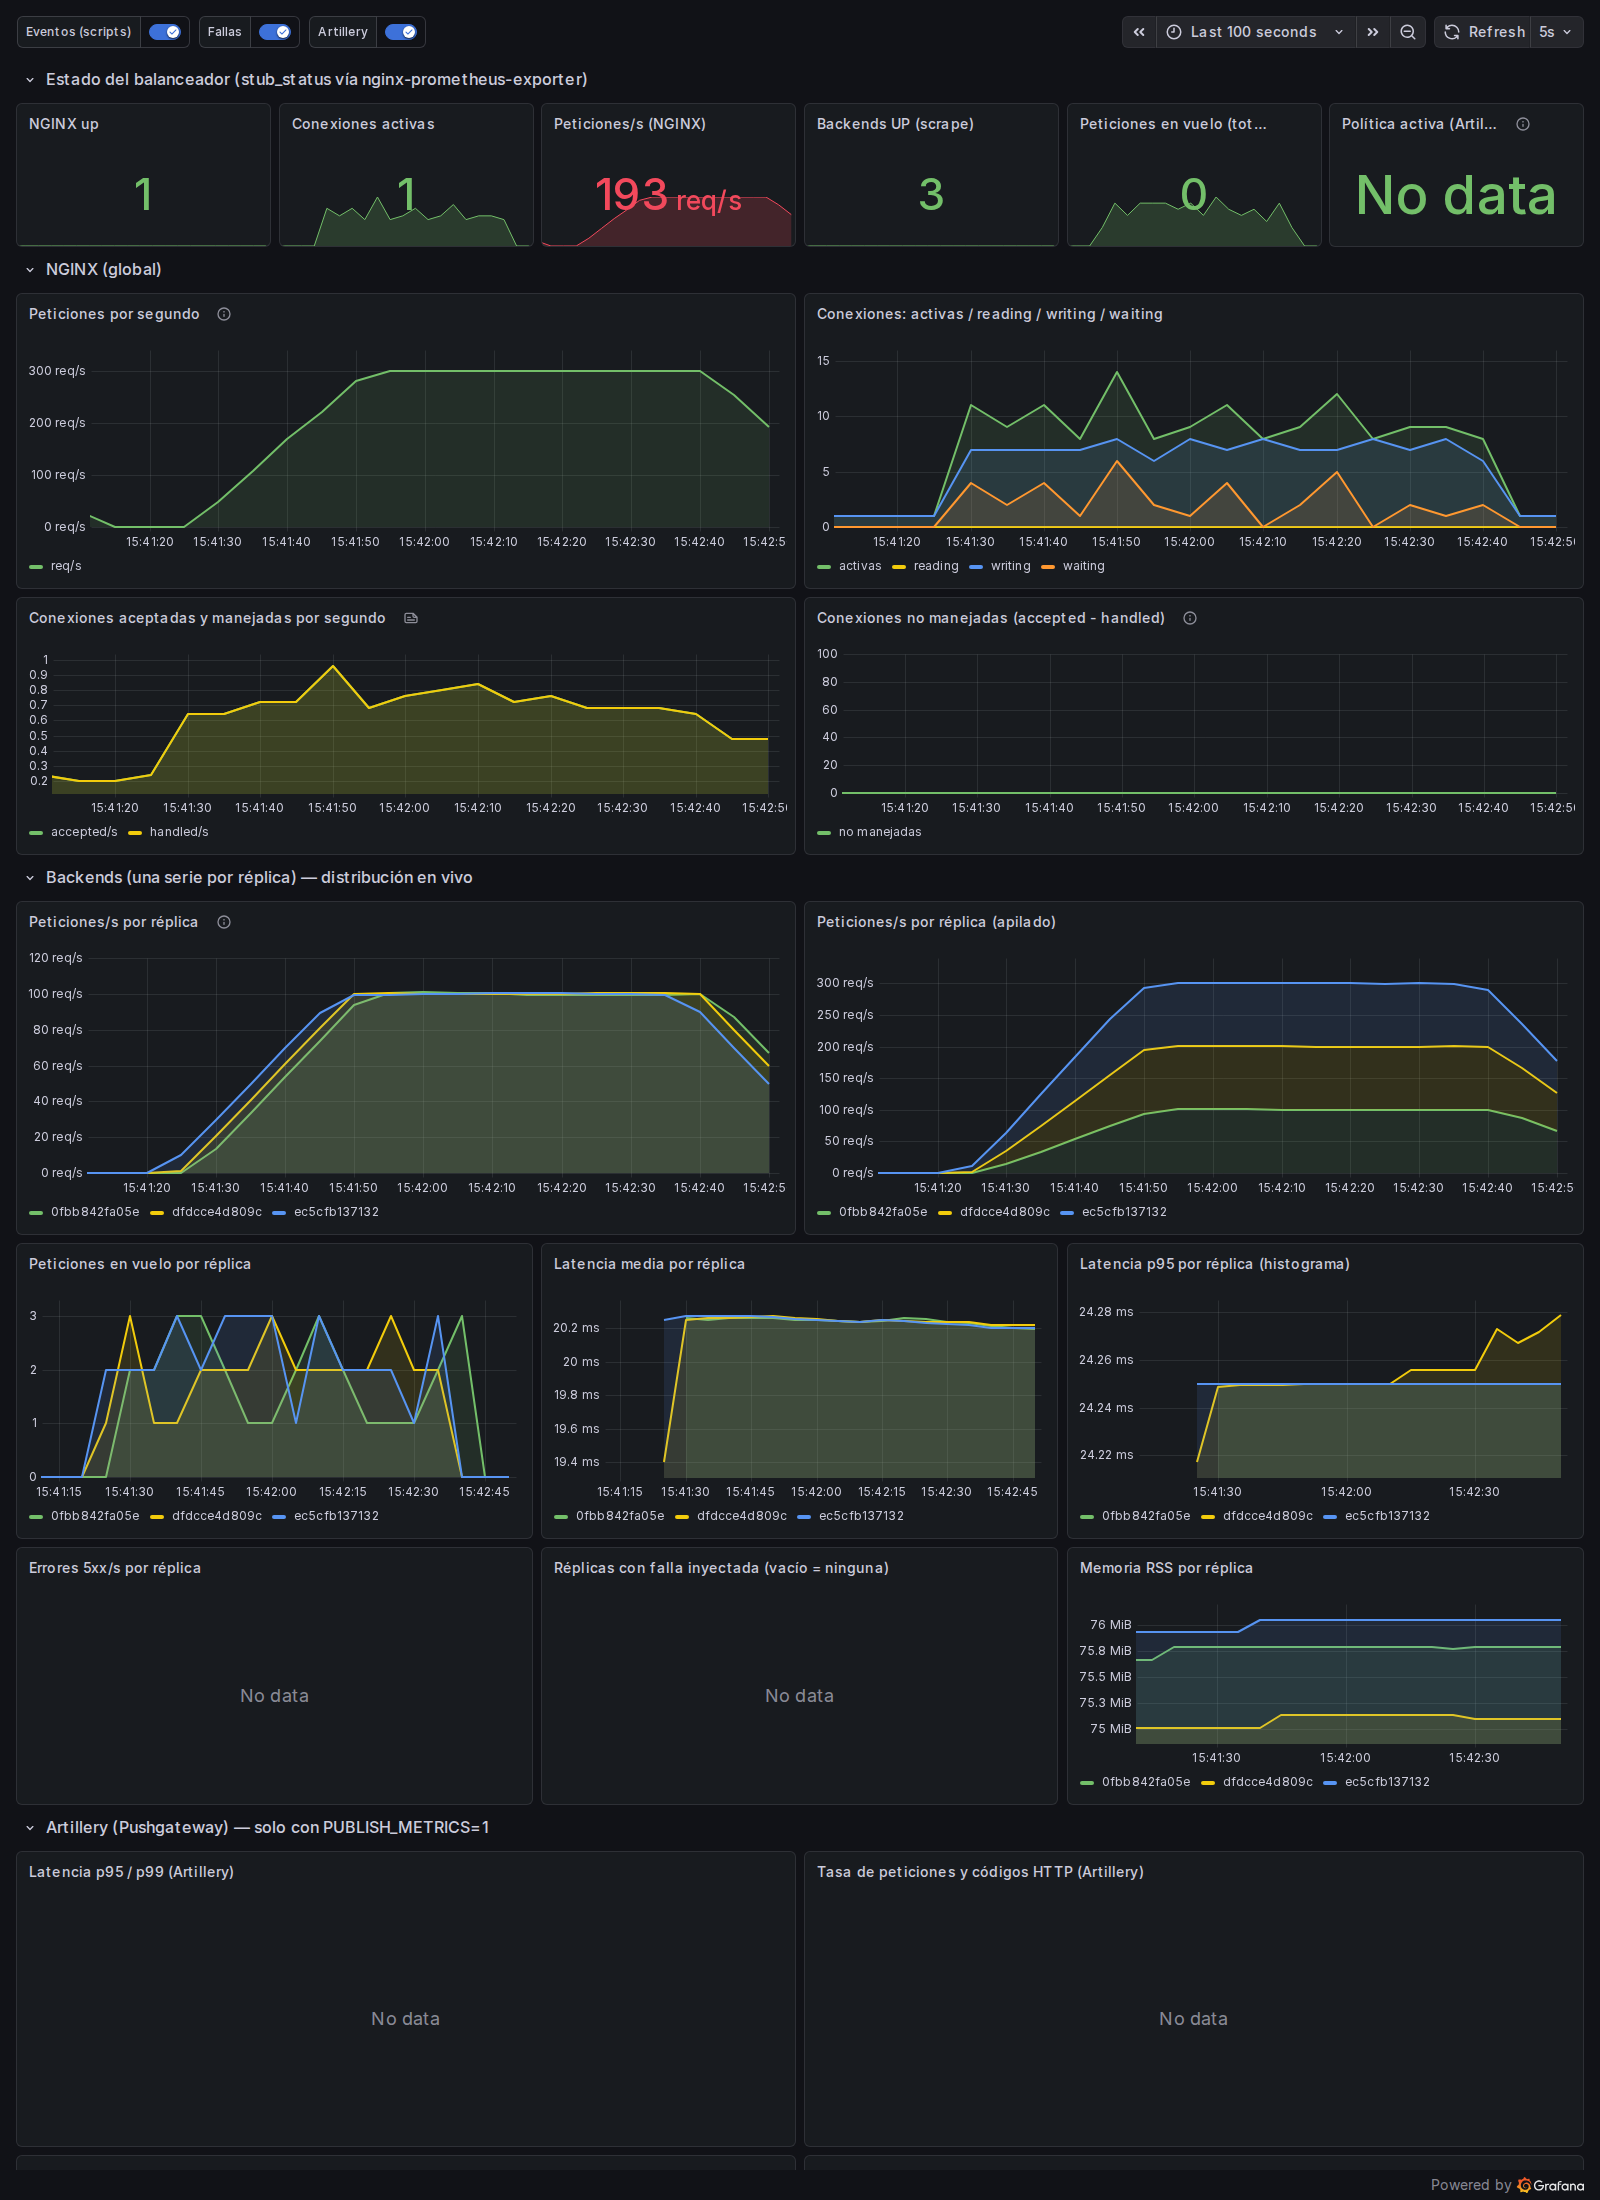 Eventos (scripts) Fallas Artillery Last 100 seconds Refresh 5s
Estado del balanceador (stub_status vía nginx-prometheus-exporter)
NGINX up Conexiones activas Peticiones/s (NGINX) Backends UP (scrape) Peticiones en vuelo (tot... Política activa (Artil...
1 1 193 req/s 3 0 No data
NGINX (global)
Peticiones por segundo
300 req/s
200 req/s
100 req/s
0 req/s
15:41:20 15:41:30 15:41:40 15:41:50 15:42:00 15:42:10 15:42:20 15:42:30 15:42:40 15:42:5
req/s
Conexiones: activas / reading / writing / waiting
15
10
5
0
15:41:20 15:41:30 15:41:40 15:41:50 15:42:00 15:42:10 15:42:20 15:42:30 15:42:40 15:42:50
activas reading writing waiting
Conexiones aceptadas y manejadas por segundo
1
0.9
0.8
0.7
0.6
0.5
0.4
0.3
0.2
15:41:20 15:41:30 15:41:40 15:41:50 15:42:00 15:42:10 15:42:20 15:42:30 15:42:40 15:42:50
accepted/s handled/s
Conexiones no manejadas (accepted - handled)
100
80
60
40
20
0
15:41:20 15:41:30 15:41:40 15:41:50 15:42:00 15:42:10 15:42:20 15:42:30 15:42:40 15:42:50
no manejadas
Backends (una serie por réplica) — distribución en vivo
Peticiones/s por réplica
120 req/s
100 req/s
80 req/s
60 req/s
40 req/s
20 req/s
0 req/s
15:41:20 15:41:30 15:41:40 15:41:50 15:42:00 15:42:10 15:42:20 15:42:30 15:42:40 15:42:5
0fbb842fa05e dfdcce4d809c ec5cfb137132
Peticiones/s por réplica (apilado)
300 req/s
250 req/s
200 req/s
150 req/s
100 req/s
50 req/s
0 req/s
15:41:20 15:41:30 15:41:40 15:41:50 15:42:00 15:42:10 15:42:20 15:42:30 15:42:40 15:42:5
0fbb842fa05e dfdcce4d809c ec5cfb137132
Peticiones en vuelo por réplica
3
2
1
0
15:41:15 15:41:30 15:41:45 15:42:00 15:42:15 15:42:30 15:42:45
0fbb842fa05e dfdcce4d809c ec5cfb137132
Latencia media por réplica
20.2 ms
20 ms
19.8 ms
19.6 ms
19.4 ms
15:41:15 15:41:30 15:41:45 15:42:00 15:42:15 15:42:30 15:42:45
0fbb842fa05e dfdcce4d809c ec5cfb137132
Latencia p95 por réplica (histograma)
24.28 ms
24.26 ms
24.24 ms
24.22 ms
15:41:30 15:42:00 15:42:30
0fbb842fa05e dfdcce4d809c ec5cfb137132
Errores 5xx/s por réplica
No data
Réplicas con falla inyectada (vacío = ninguna)
No data
Memoria RSS por réplica
76 MiB
75.8 MiB
75.5 MiB
75.3 MiB
75 MiB
15:41:30 15:42:00 15:42:30
0fbb842fa05e dfdcce4d809c ec5cfb137132
Artillery (Pushgateway) — solo con PUBLISH_METRICS=1
Latencia p95 / p99 (Artillery)
No data
Tasa de peticiones y códigos HTTP (Artillery)
No data
Powered by Grafana